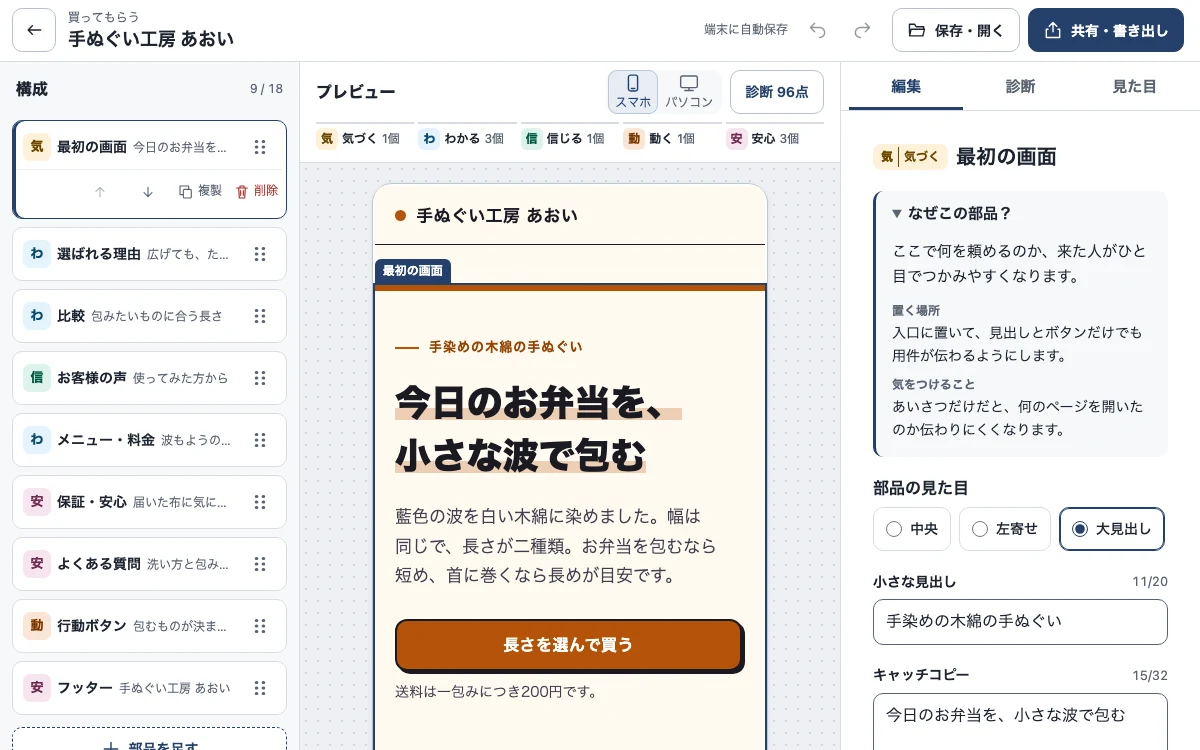 買ってもらう
手ぬぐい工房 あおい
端末に自動保存
保存・開く
共有・書き出し
構成
9 / 18
気 最初の画面 今日のお弁当を…
複製
削除
わ 選ばれる理由 広げても、た…
わ 比較 包みたいものに合う長さ
信 お客様の声 使ってみた方から
わ メニュー・料金 波もようの…
安 保証・安心 届いた布に気に…
安 よくある質問 洗い方と包み…
動 行動ボタン 包むものが決ま…
安 フッター 手ぬぐい工房 あおい
部品を足す
プレビュー
スマホ
パソコン
診断 96点
気 気づく 1個
わ わかる 3個
信 信じる 1個
動 動く 1個
安 安心 3個
手ぬぐい工房 あおい
最初の画面
手染めの木綿の手ぬぐい
今日のお弁当を、
小さな波で包む
藍色の波を白い木綿に染めました。幅は
同じで、長さが二種類。お弁当を包むなら
短め、首に巻くなら長めが目安です。
長さを選んで買う
送料は一包みにつき200円です。
編集
診断
見た目
気 気づく 最初の画面
▼ なぜこの部品？
ここで何を頼めるのか、来た人がひと
目でつかみやすくなります。
置く場所
入口に置いて、見出しとボタンだけでも
用件が伝わるようにします。
気をつけること
あいさつだけだと、何のページを開いた
のか伝わりにくくなります。
部品の見た目
中央
左寄せ
大見出し
小さな見出し
11/20
手染めの木綿の手ぬぐい
キャッチコピー
15/32
今日のお弁当を、小さな波で包む